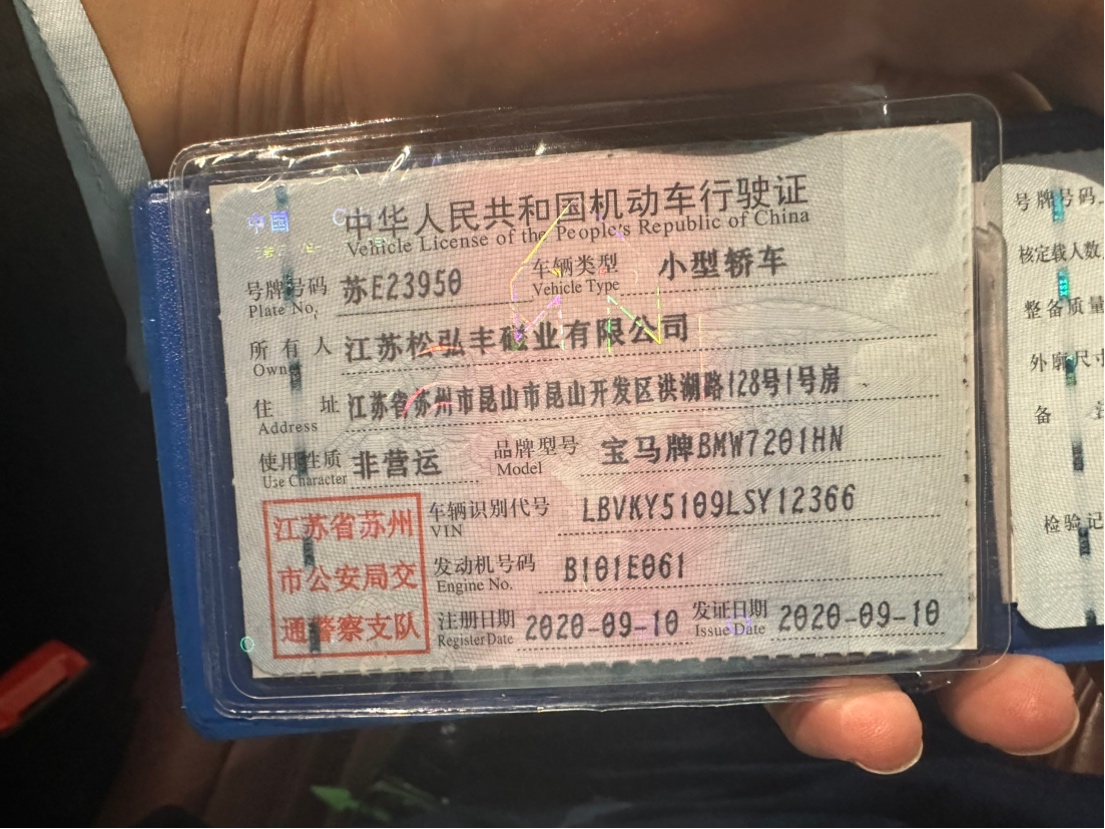 中国
中华人民共和国机动车行驶证
Vehicle License of the People's Republic of China
号牌号码 苏E23950 车辆类型 小型轿车
Plate No. Vehicle Type
所有人 江苏松弘丰磁业有限公司
Owner
住址 江苏省苏州市昆山市昆山开发区洪湖路128号1号房
Address
使用性质 非营运 品牌型号 宝马牌BMW7201HN
Use Character Model
江苏省苏州
市公安局交
通警察支队
车辆识别代号 LBVKY5109LSY12366
VIN
发动机号码 B101E061
Engine No.
注册日期 2020-09-10 发证日期 2020-09-10
Register Date Issue Date
号牌号码
核定载人数
整备质量
外廓尺寸
备
检验记